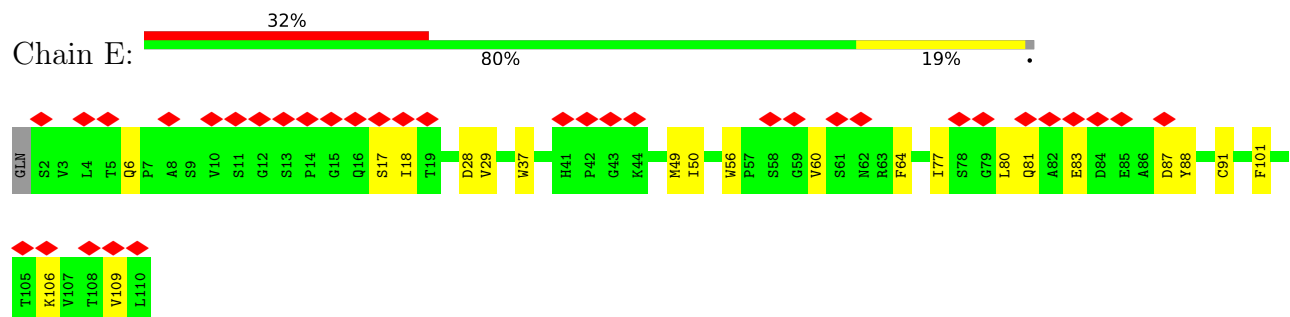 32%
Chain E:
80% 19% •
GLN S2 V3 L4 T5 Q6 P7 A8 S9 V10 S11 G12 S13 P14 G15 Q16 S17 I18 T19 D28 V29 W37 H41 P42 G43 K44 M49 I50 W56 P57 S58 G59 V60 S61 N62 R63 F64 I77 S78 G79 L80 Q81 A82 E83 D84 E85 A86 D87 Y88 C91 F101
T105 K106 V107 T108 V109 L110